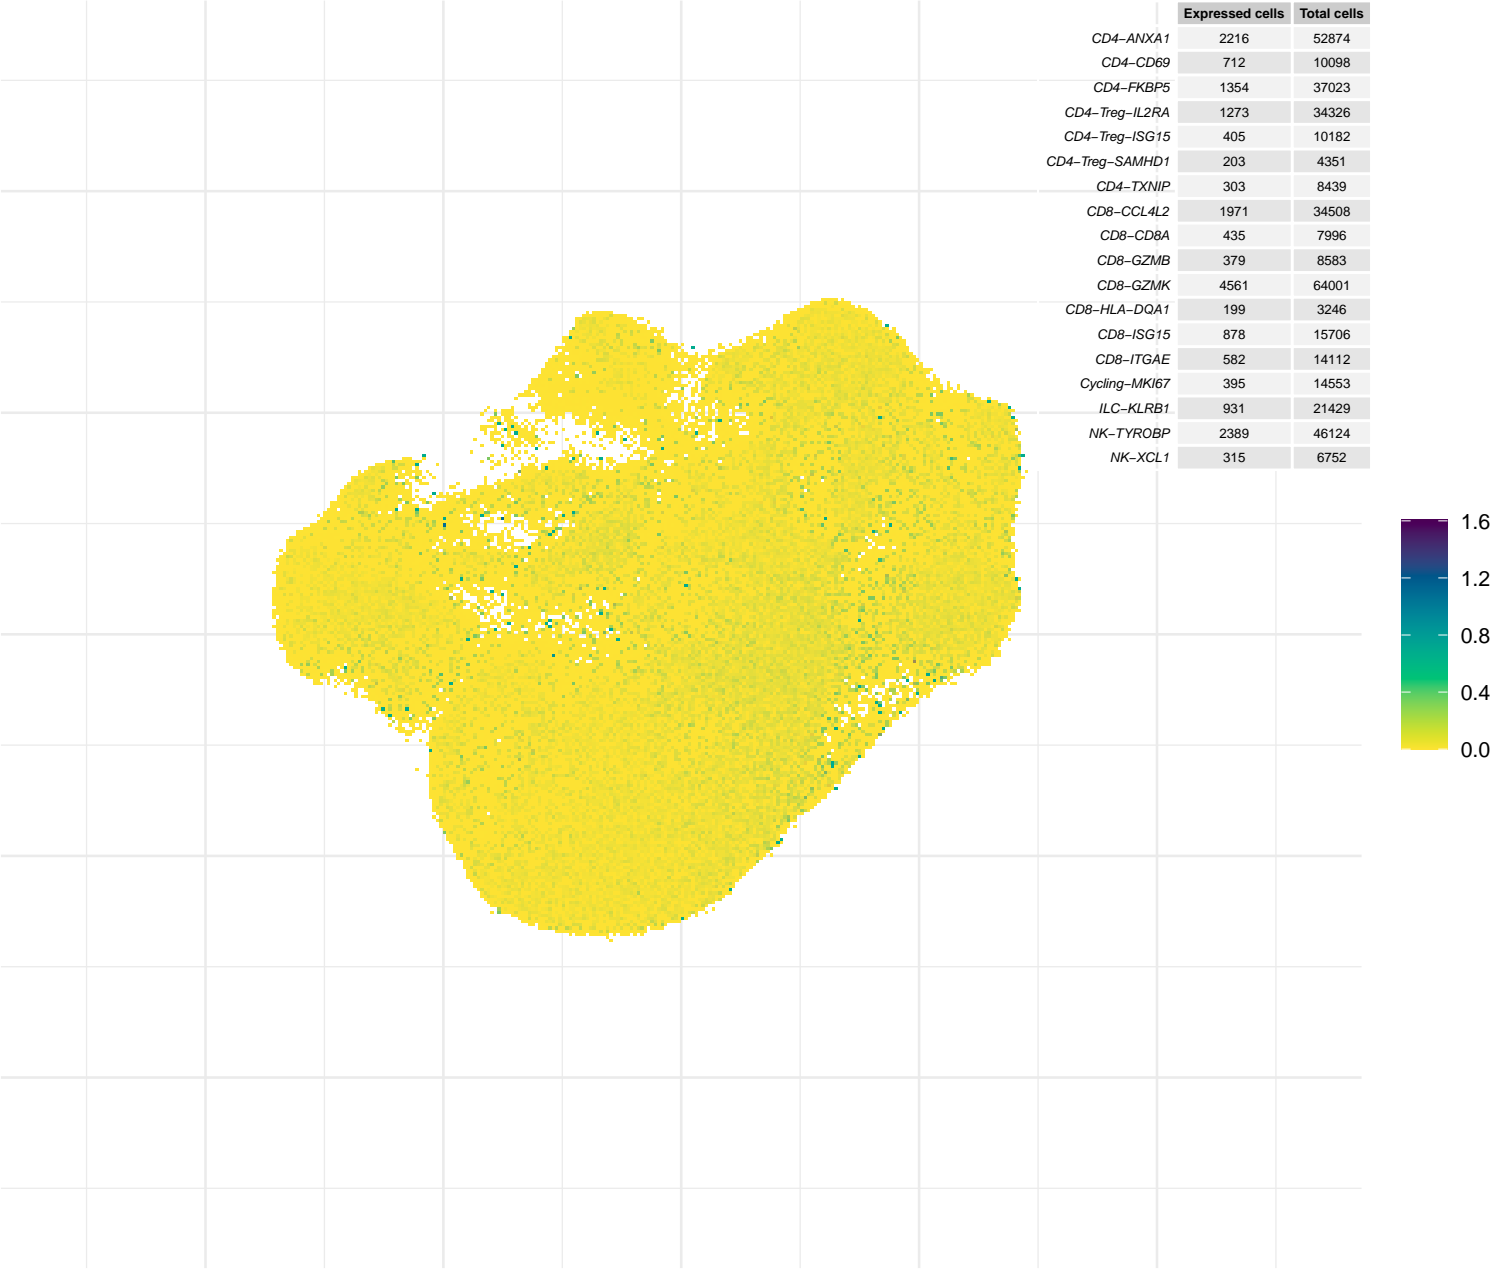 Expressed cells Total cells
CD4−ANXA1 2216 52874
CD4−CD69 712 10098
CD4−FKBP5 1354 37023
CD4−Treg−IL2RA 1273 34326
CD4−Treg−ISG15 405 10182
CD4−Treg−SAMHD1 203 4351
CD4−TXNIP 303 8439
CD8−CCL4L2 1971 34508
CD8−CD8A 435 7996
CD8−GZMB 379 8583
CD8−GZMK 4561 64001
CD8−HLA−DQA1 199 3246
CD8−ISG15 878 15706
CD8−ITGAE 582 14112
Cycling−MKI67 395 14553
ILC−KLRB1 931 21429
NK−TYROBP 2389 46124
NK−XCL1 315 6752
1.6
1.2
0.8
0.4
0.0